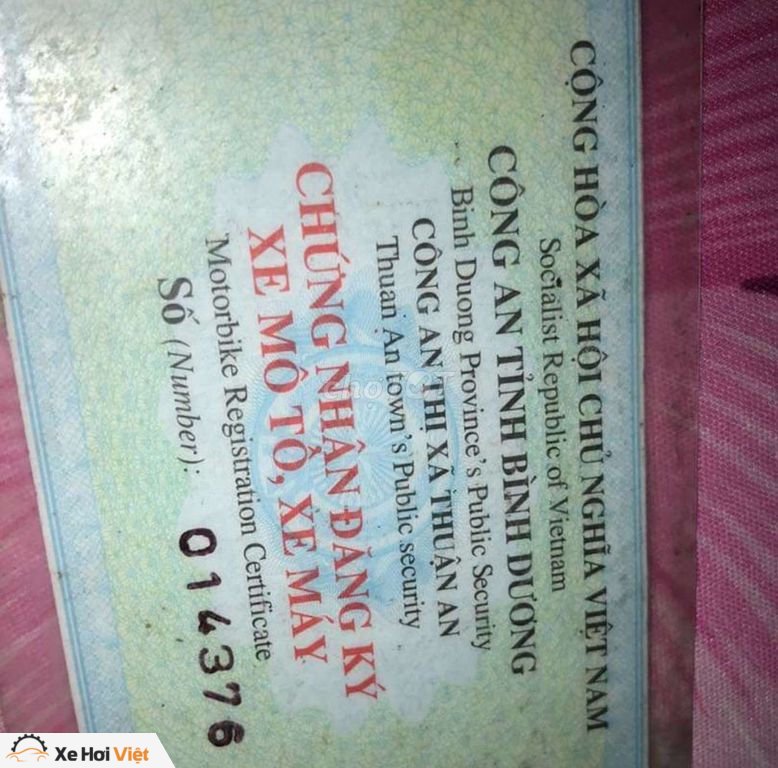 CỘNG HÒA XÃ HỘI CHỦ NGHĨA VIỆT NAM
Socialist Republic of Vietnam
CÔNG AN TỈNH BÌNH DƯƠNG
Binh Duong Province's Public Security
CÔNG AN THỊ XÃ THUẬN AN
Thuan An town's Public security
CHỨNG NHẬN ĐĂNG KÝ
XE MÔ TÔ, XE MÁY
Motorbike Registration Certificate
Số (Number): 014376
chợTỐT
Xe Hơi Việt